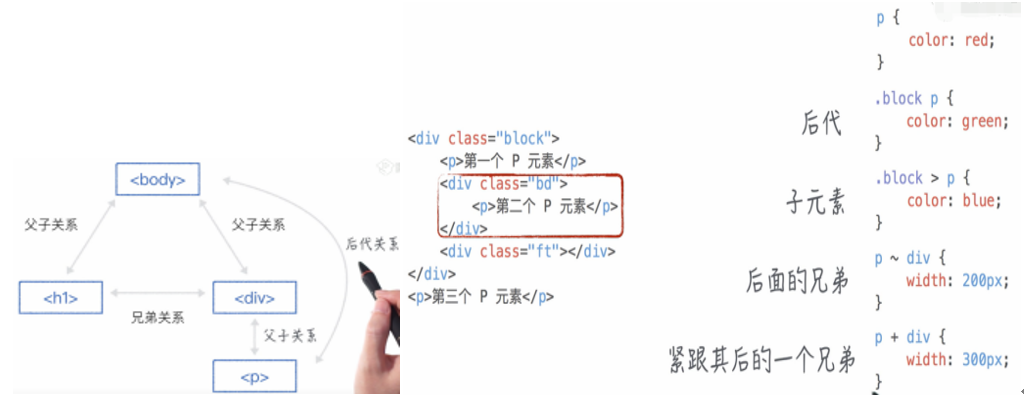 <body>
父子关系
父子关系
后代关系
<h1>
<div>
兄弟关系
父子关系
<p>
<div class="block">
<p>第一个 P 元素</p>
<div class="bd">
<p>第二个 P 元素</p>
</div>
<div class="ft"></div>
</div>
<p>第三个 P 元素</p>
p {
color: red;
}
后代
.block p {
color: green;
}
子元素
.block > p {
color: blue;
}
后面的兄弟
p ~ div {
width: 200px;
}
紧跟其后的一个兄弟
p + div {
width: 300px;
}